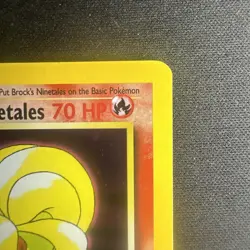 Put Brock's Ninetales on the Basic Pokémon
etales 70 HP